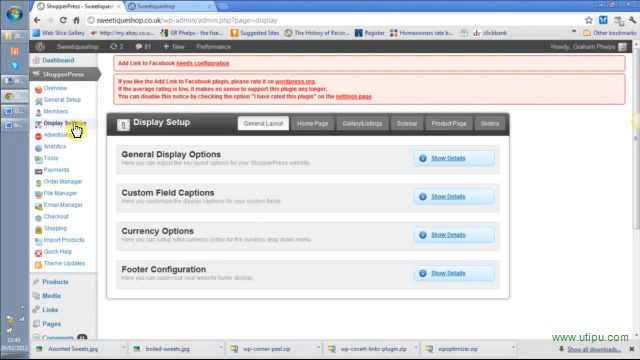 ShopperPress « Sweetiquesh
Sweetiqueshop
sweetiqueshop.co.uk/wp-admin/admin.php?page=display
Web Slice Gallery
http://my.ebay.co.uk
GR Phelps - the fox
Suggested Sites
The History of Rec
Number 6
clickbank
Sweetiqueshop
2
81
+ New
Performance
Howdy, Graham Phelps
Dashboard
ShopperPress
Overview
General Setup
Members
Display Settings
Advertising
Analytics
Tools
Payments
Order Manager
File Manager
Email Manager
Checkout
Shipping
Import Products
Quick Help
Theme Updates
Products
Media
Links
Pages
Comments
Add Link to Facebook needs configuration
If you like the Add Link to Facebook plugin, please rate it on wordpress.org.
If the average rating is low, it makes no sense to support this plugin any longer.
You can disable this notice by checking the option "I have rated this plugin" on the settings page.
Display Setup
General Layout
Home Page
Gallery/Listings
Sidebar
Product Page
Sliders
General Display Options
Here you can adjust the key layout options for your ShopperPress website.
Show Details
Custom Field Captions
Here you customize the display captions for your custom fields.
Show Details
Currency Options
Here you can setup extra currency codes for the currency drop down menu.
Show Details
Footer Configuration
Here you can customize your website footer display.
Show Details
www.utipu.com
11:40
Assorted Sweets.jpg
boiled-sweets.jpg
wp-corner-peel.zip
wp-covert-links-plugin.zip
wpoptimizer.zip
Show all downloads...